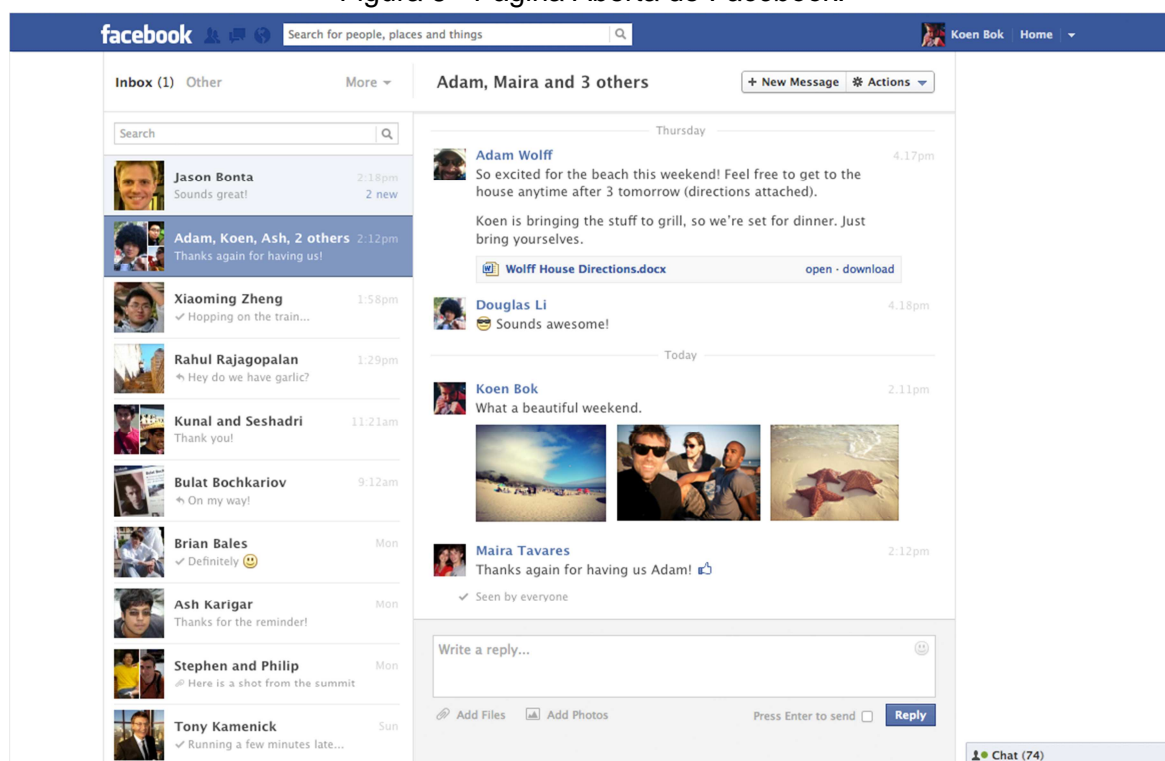 Figura 3 - Página Aberta do Facebook.
facebook
Search for people, places and things
Koen Bok
Home
Inbox (1)
Other
More
Search
Jason Bonta
2:18pm
Sounds great!
2 new
Adam, Koen, Ash, 2 others
2:12pm
Thanks again for having us!
Xiaoming Zheng
1:58pm
Hopping on the train...
Rahul Rajagopalan
1:29pm
Hey do we have garlic?
Kunal and Seshadri
11:21am
Thank you!
Bulat Bochkariov
9:12am
On my way!
Brian Bales
Mon
Definitely
Ash Karigar
Mon
Thanks for the reminder!
Stephen and Philip
Mon
Here is a shot from the summit
Tony Kamenick
Sun
Running a few minutes late...
Adam, Maira and 3 others
+ New Message
Actions
Thursday
Adam Wolff
4.17pm
So excited for the beach this weekend! Feel free to get to the
house anytime after 3 tomorrow (directions attached).
Koen is bringing the stuff to grill, so we're set for dinner. Just
bring yourselves.
Wolff House Directions.docx
open · download
Douglas Li
4.18pm
Sounds awesome!
Today
Koen Bok
2.11pm
What a beautiful weekend.
Maira Tavares
2:12pm
Thanks again for having us Adam!
Seen by everyone
Write a reply...
Add Files
Add Photos
Press Enter to send
Reply
Chat (74)